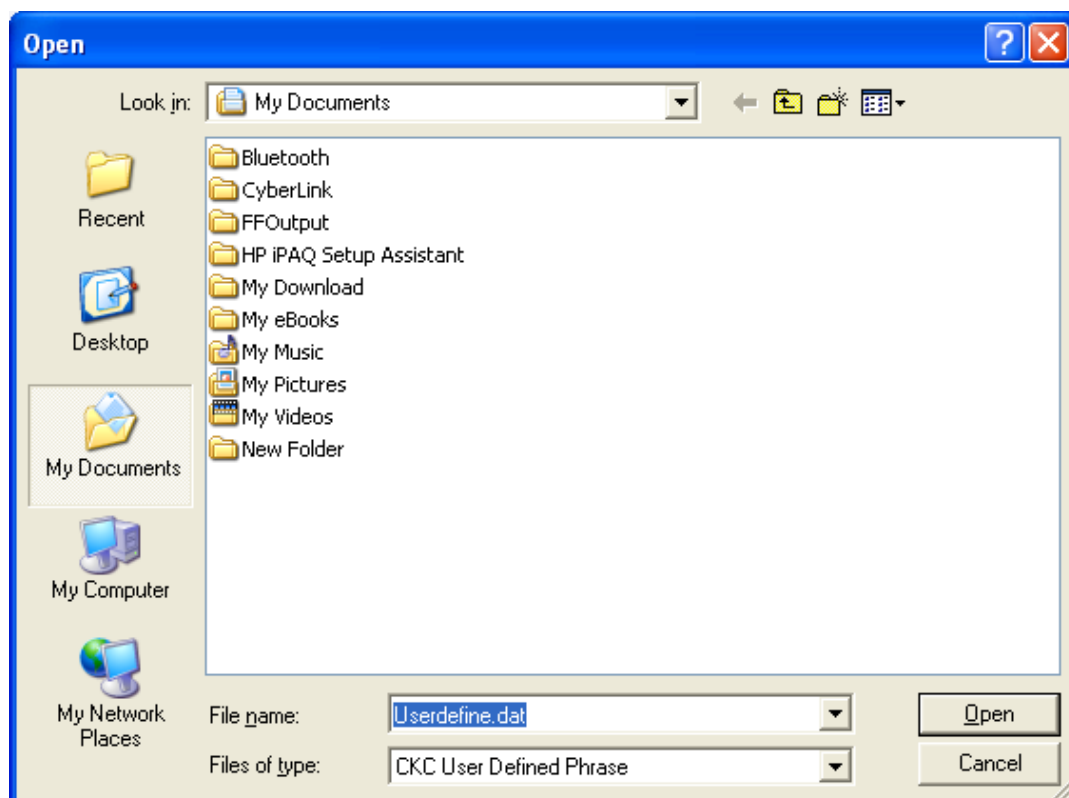 Open
Look in:
My Documents
Recent
Desktop
My Documents
My Computer
My Network
Places
Bluetooth
CyberLink
FFOutput
HP iPAQ Setup Assistant
My Download
My eBooks
My Music
My Pictures
My Videos
New Folder
File name:
Userdefine.dat
Open
Files of type:
CKC User Defined Phrase
Cancel